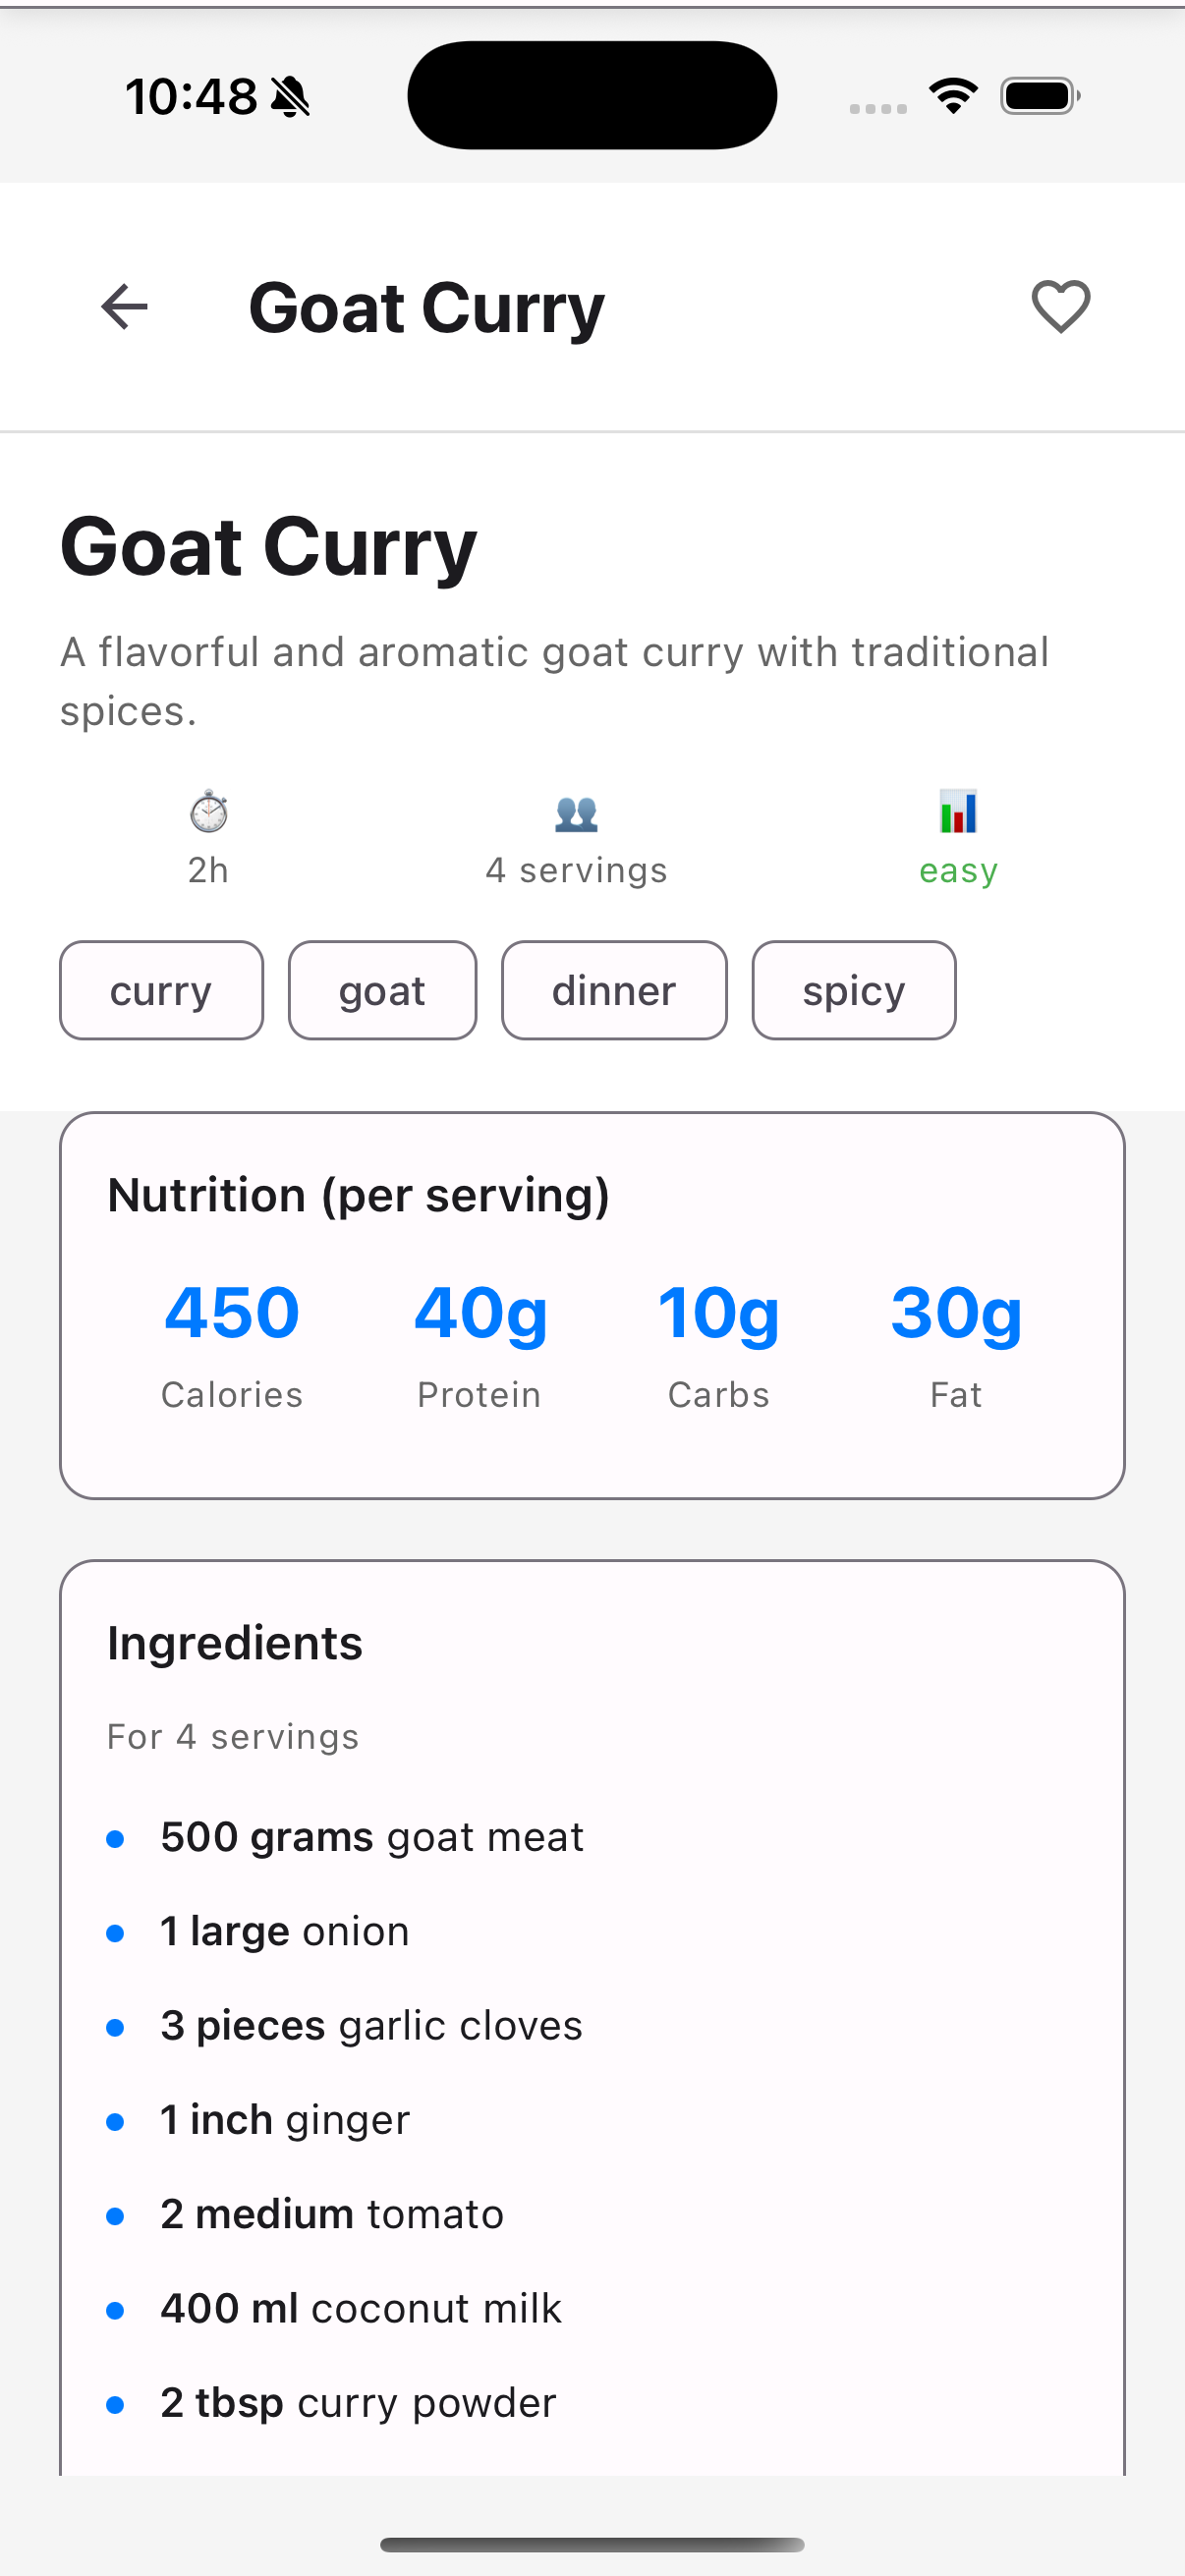 10:48
Goat Curry
Goat Curry
A flavorful and aromatic goat curry with traditional
spices.
2h
4 servings
easy
curry
goat
dinner
spicy
Nutrition (per serving)
450
40g
10g
30g
Calories
Protein
Carbs
Fat
Ingredients
For 4 servings
500 grams goat meat
1 large onion
3 pieces garlic cloves
1 inch ginger
2 medium tomato
400 ml coconut milk
2 tbsp curry powder